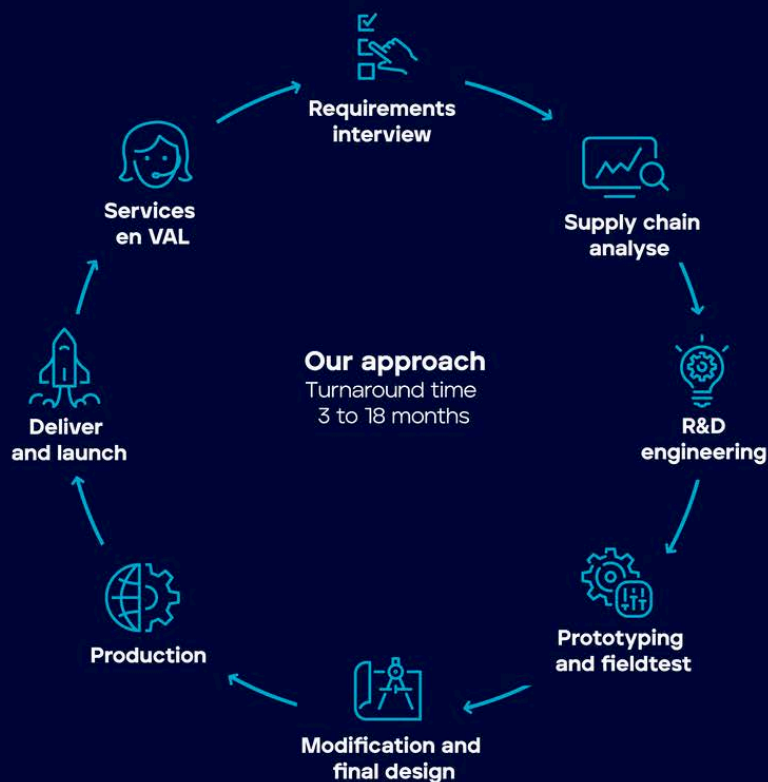 Requirements
interview
Supply chain
analyse
R&D
engineering
Prototyping
and fieldtest
Modification and
final design
Production
Deliver
and launch
Services
en VAL
Our approach
Turnaround time
3 to 18 months